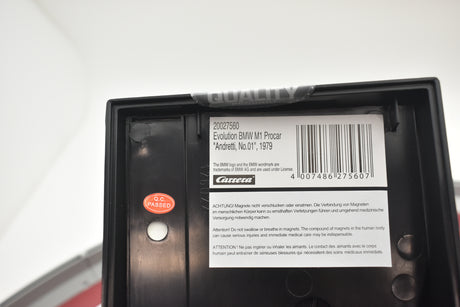 QUALITY
20027560
Evolution BMW M1 Procar
"Andretti, No.01", 1979
The BMW logo and the BMW wordmark are
trademarks of BMW AG and are used under License
Carrera
4 007486 275607
Q.C.
PASSED
ACHTUNG! Magnete nicht verschlucken oder einatmen. Die Verbindung von Magneten
im menschlichen Körper kann zu ernsthaften Verletzungen führen und umgehend medizinische
Versorgung notwendig machen.
Attention! Do not swallow or breathe in magnets. The compound of magnets in the human body
can cause serious injuries and immediate medical care may be indispensable.
ATTENTION! Ne pas ingérer ou inhaler les aimants. Le contact des aimants avec le corps
humain peut entraîner de sérieuses blessures qui nécessitent des soins médicaux immédiats.